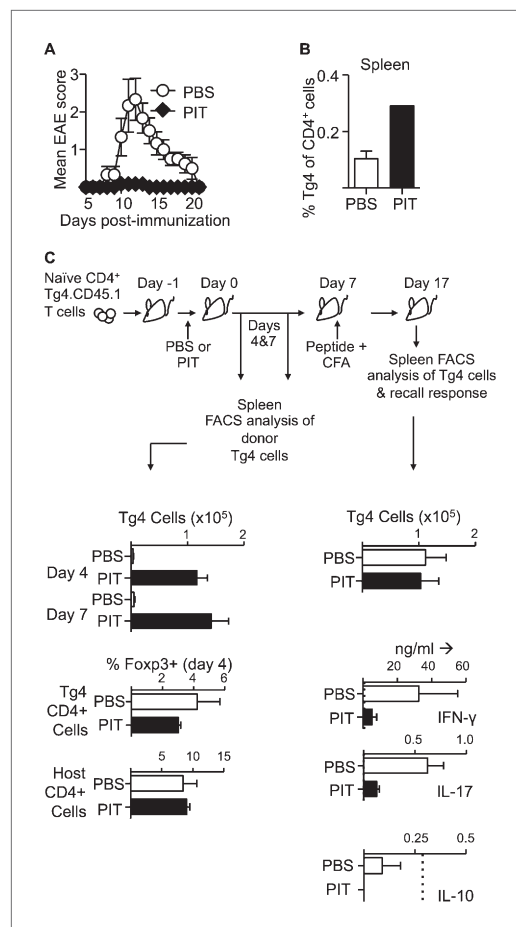 A
Mean EAE score
3
2
1
PBS
PIT
5 10 15 20
Days post-immunization
B
Spleen
% Tg4 of CD4⁺ cells
0.4
0.2
PBS PIT
C
Naïve CD4⁺
Tg4.CD45.1
T cells
Day -1
Day 0
Day 7
Day 17
PBS or
PIT
Days
4&7
Peptide +
CFA
Spleen
FACS analysis of
donor
Tg4 cells
Spleen FACS
analysis of Tg4 cells
& recall response
Tg4 Cells (x10⁵)
1 2
Day 4
PBS
PIT
Day 7
PBS
PIT
% Foxp3+ (day 4)
0 2 4 6
Tg4
CD4+
Cells
PBS
PIT
0 5 10 15
Host
CD4+
Cells
PBS
PIT
Tg4 Cells (x10⁵)
0 1 2
PBS
PIT
ng/ml →
20 40 60
PBS
PIT
IFN-γ
0.5 1.0
PBS
PIT
IL-17
0.25 0.5
PBS
PIT
IL-10